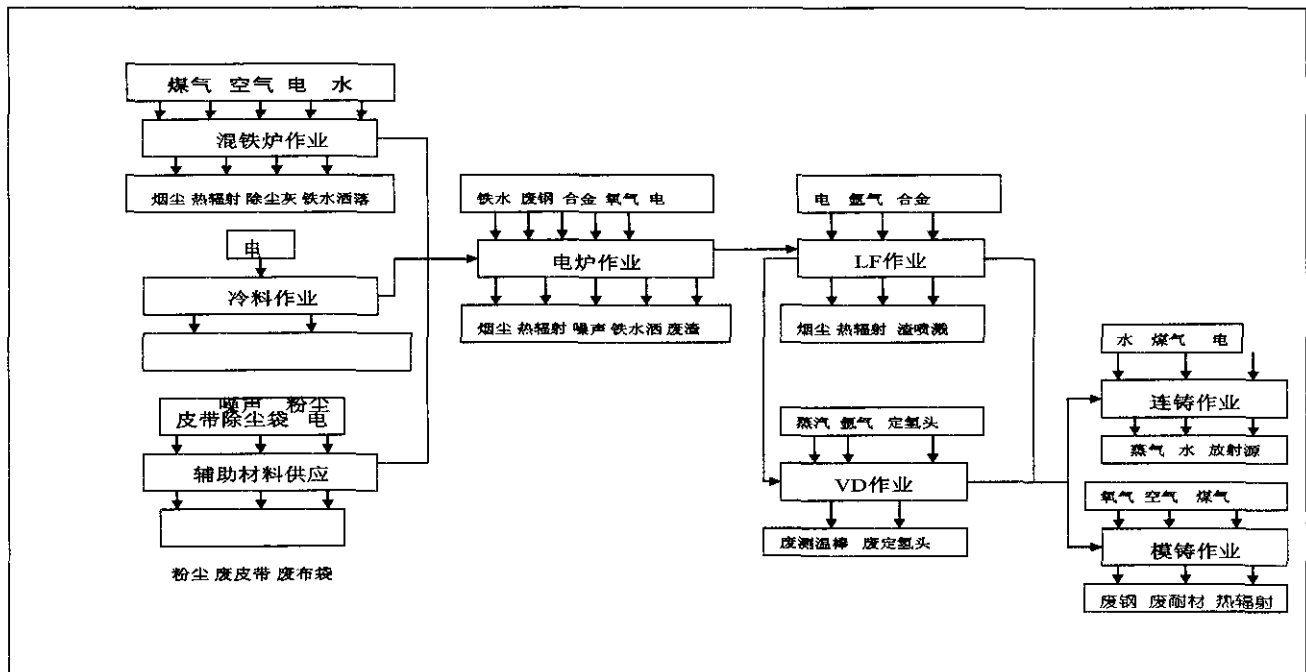 煤气 空气 电 水
混铁炉作业
烟尘 热辐射 除尘灰 铁水洒落
电
冷料作业
噪声 粉尘
皮带除尘袋 电
辅助材料供应
粉尘 废皮带 废布袋
铁水 废钢 合金 氧气 电
电炉作业
烟尘 热辐射 噪声 铁水洒 废渣
电 氩气 合金
LF作业
烟尘 热辐射 渣喷溅
蒸汽 氩气 定氢头
VD作业
废测温棒 废定氢头
水 煤气 电
连铸作业
蒸气 水 放射源
氧气 空气 煤气
模铸作业
废钢 废耐材 热辐射